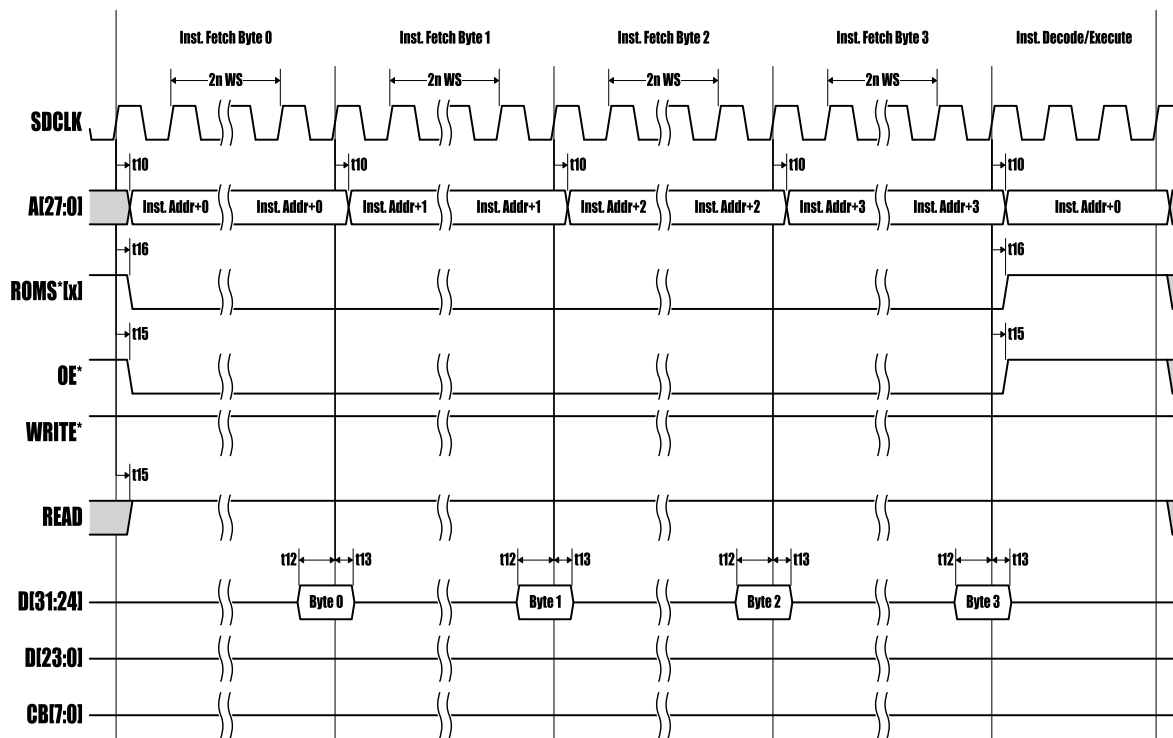 Inst. Fetch Byte 0 Inst. Fetch Byte 1 Inst. Fetch Byte 2 Inst. Fetch Byte 3 Inst. Decode/Execute
2n WS 2n WS 2n WS 2n WS
SDCLK
t10 t10 t10 t10 t10
A[27:0] Inst. Addr+0 Inst. Addr+0 Inst. Addr+1 Inst. Addr+1 Inst. Addr+2 Inst. Addr+2 Inst. Addr+3 Inst. Addr+3 Inst. Addr+0
t16 t16
ROMS*[x]
t15 t15
OE*
WRITE*
t15
READ
t12 t13 t12 t13 t12 t13 t12 t13
D[31:24] Byte 0 Byte 1 Byte 2 Byte 3
D[23:0]
CB[7:0]